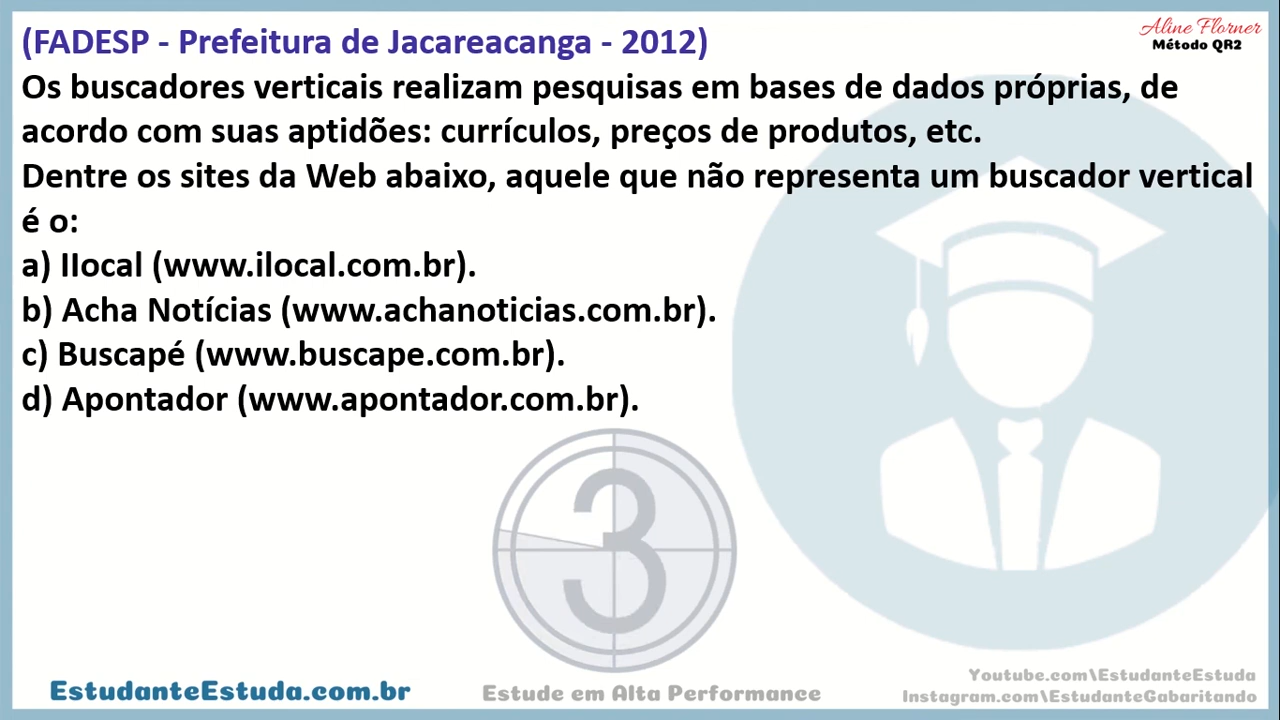 (FADESP - Prefeitura de Jacareacanga - 2012)
Aline Florner
Método QR2
Os buscadores verticais realizam pesquisas em bases de dados próprias, de
acordo com suas aptidões: currículos, preços de produtos, etc.
Dentre os sites da Web abaixo, aquele que não representa um buscador vertical
é o:
a) IIocal (www.ilocal.com.br).
b) Acha Notícias (www.achanoticias.com.br).
c) Buscapé (www.buscape.com.br).
d) Apontador (www.apontador.com.br).
3
EstudanteEstuda.com.br
Estude em Alta Performance
Youtube.com\EstudanteEstuda
Instagram.com\EstudanteGabaritando